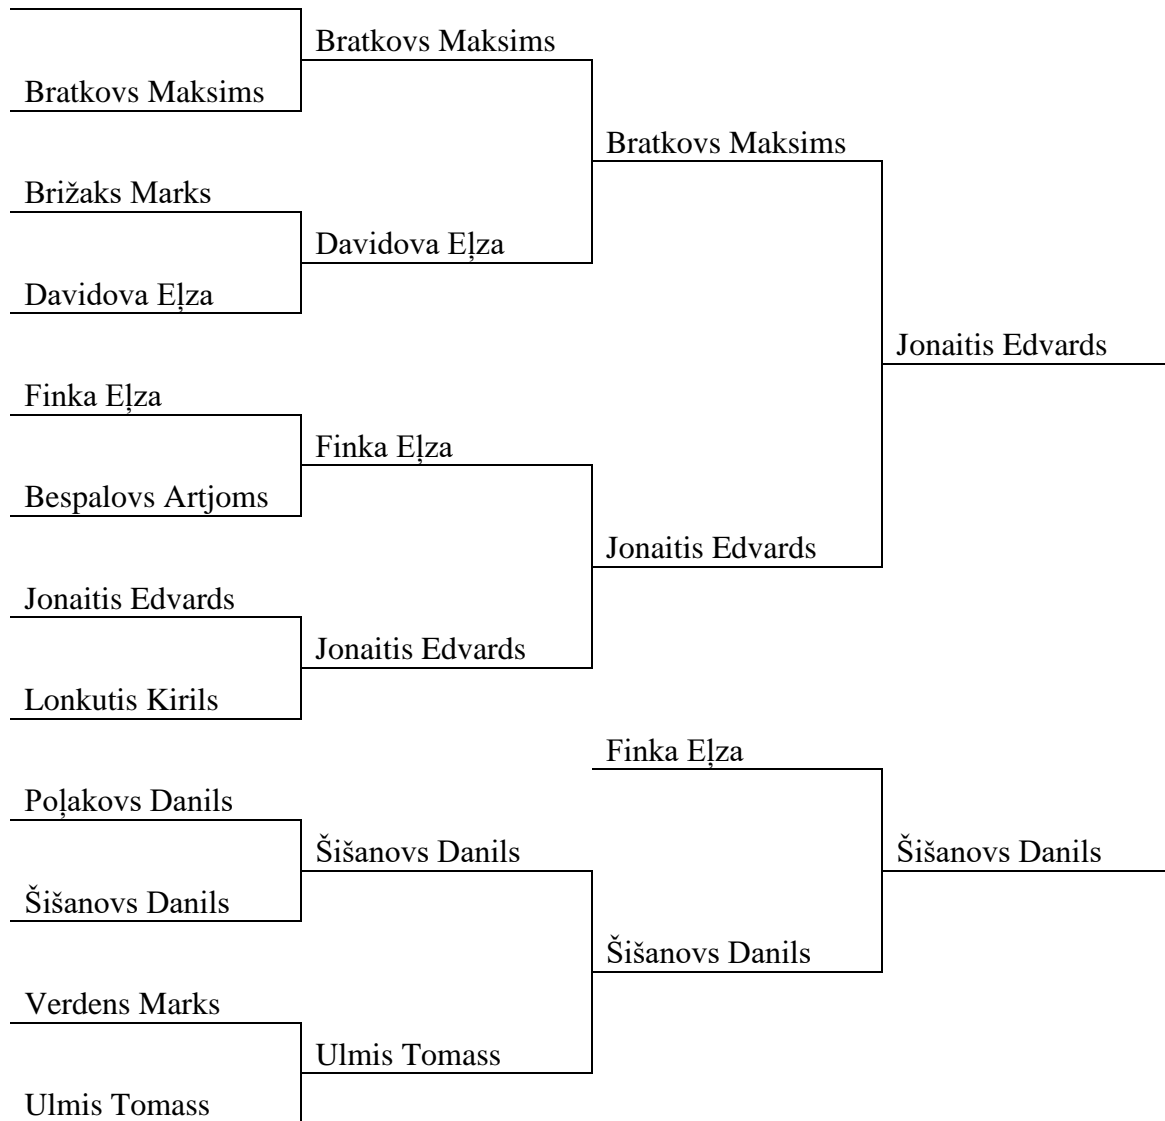 Bratkovs Maksims
Bratkovs Maksims
Bratkovs Maksims
Brižaks Marks
Davidova Eļza
Davidova Eļza
Jonaitis Edvards
Finka Eļza
Finka Eļza
Bespalovs Artjoms
Jonaitis Edvards
Jonaitis Edvards
Jonaitis Edvards
Lonkutis Kirils
Finka Eļza
Poļakovs Danils
Šišanovs Danils
Šišanovs Danils
Šišanovs Danils
Šišanovs Danils
Verdens Marks
Ulmis Tomass
Ulmis Tomass